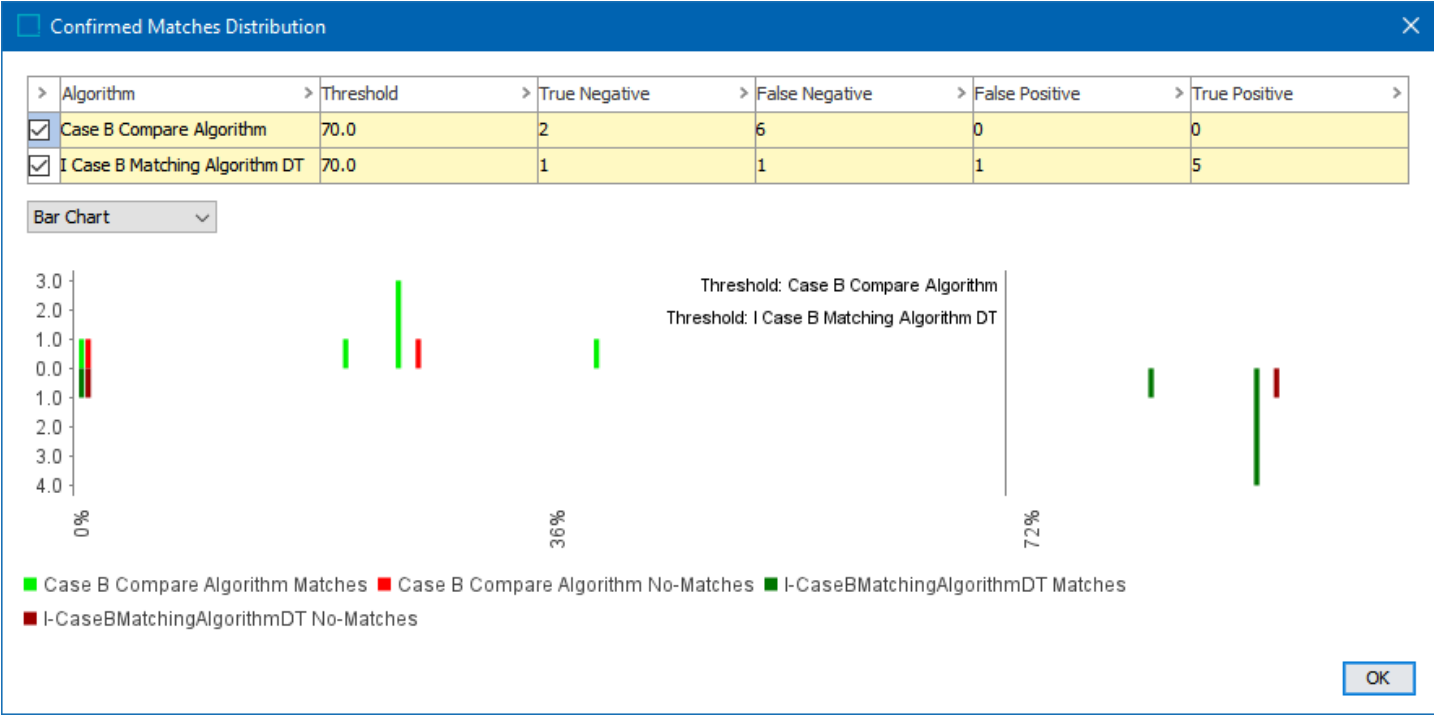 Confirmed Matches Distribution
> Algorithm > Threshold > True Negative > False Negative > False Positive > True Positive >
Case B Compare Algorithm 70.0 2 6 0 0
I Case B Matching Algorithm DT 70.0 1 1 1 5
Bar Chart
3.0
2.0
1.0
0.0
1.0
2.0
3.0
4.0
Threshold: Case B Compare Algorithm
Threshold: I Case B Matching Algorithm DT
0% 36% 72%
Case B Compare Algorithm Matches Case B Compare Algorithm No-Matches I-CaseBMatchingAlgorithmDT Matches
I-CaseBMatchingAlgorithmDT No-Matches
OK